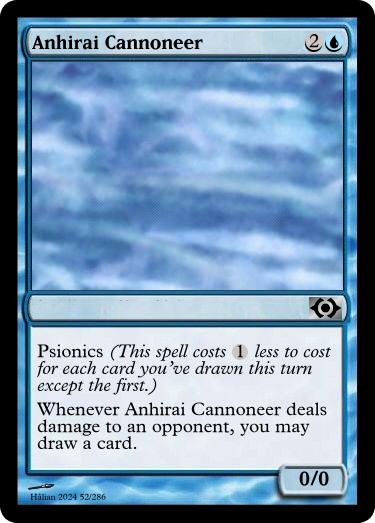 Anhirai Cannoneer 2
Psionics (This spell costs 1 less to cost
for each card you've drawn this turn
except the first.)
Whenever Anhirai Cannoneer deals
damage to an opponent, you may
draw a card.
0/0
Hálian 2024 52/286